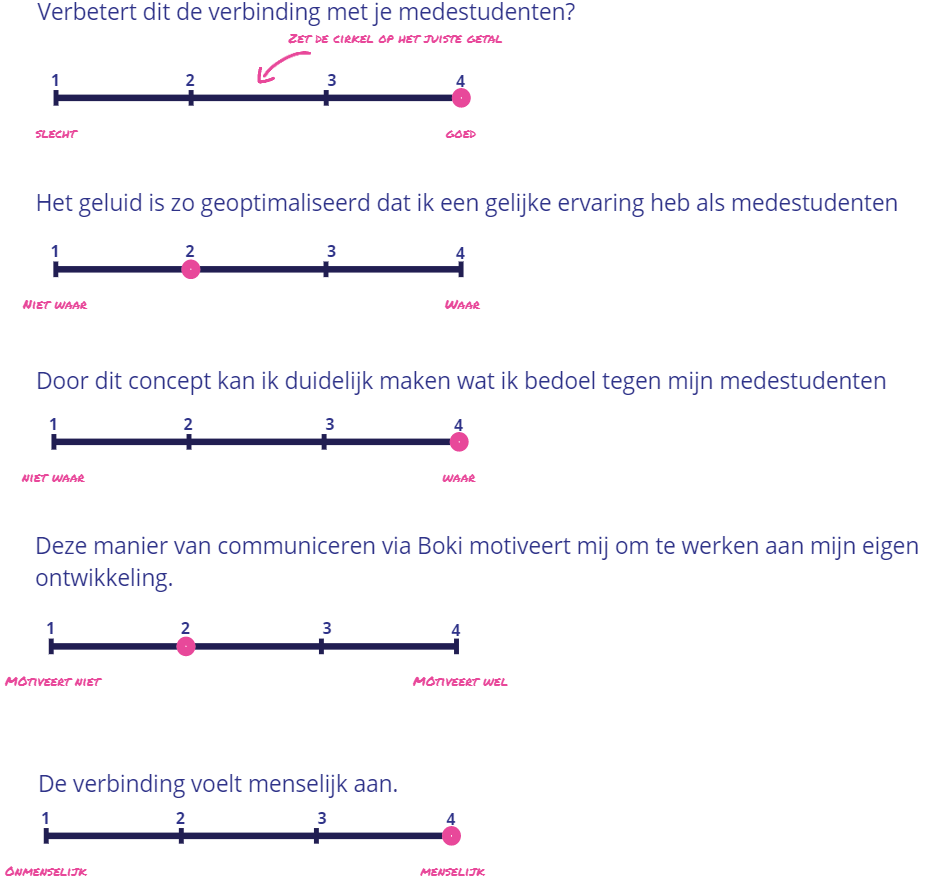 Verbetert dit de verbinding met je medestudenten?
Zet de cirkel op het juiste getal
1 2 3 4
slecht goed
Het geluid is zo geoptimaliseerd dat ik een gelijke ervaring heb als medestudenten
1 2 3 4
Niet waar Waar
Door dit concept kan ik duidelijk maken wat ik bedoel tegen mijn medestudenten
1 2 3 4
niet waar waar
Deze manier van communiceren via Boki motiveert mij om te werken aan mijn eigen
ontwikkeling.
1 2 3 4
MOtiveert niet MOtiveert wel
De verbinding voelt menselijk aan.
1 2 3 4
Onmenselijk menselijk